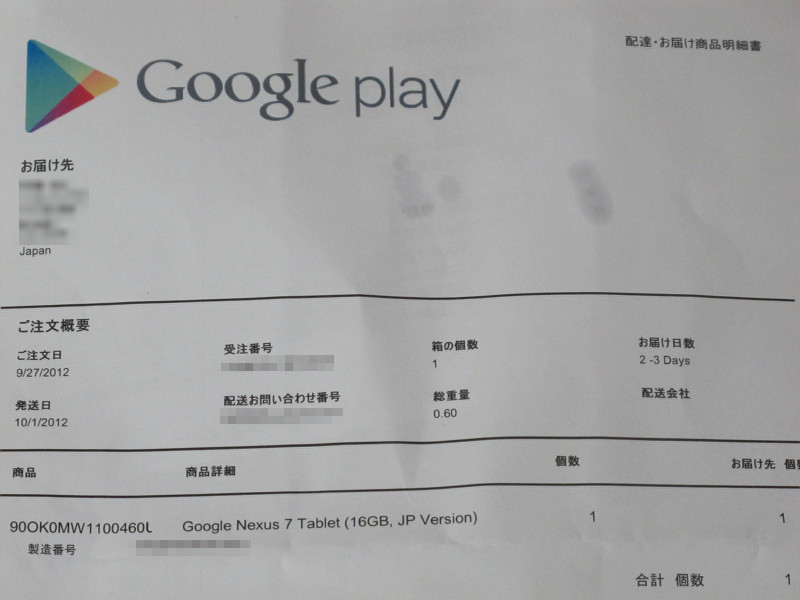 配達・お届け商品明細書
Google play
お届け先
Japan
ご注文概要
ご注文日
9/27/2012
受注番号
箱の個数
1
お届け日数
2 -3 Days
発送日
10/1/2012
配送お問い合わせ番号
総重量
0.60
配送会社
商品 商品詳細 個数 お届け先 個数
90OK0MW1100460U Google Nexus 7 Tablet (16GB, JP Version) 1 1
製造番号
合計 個数 1